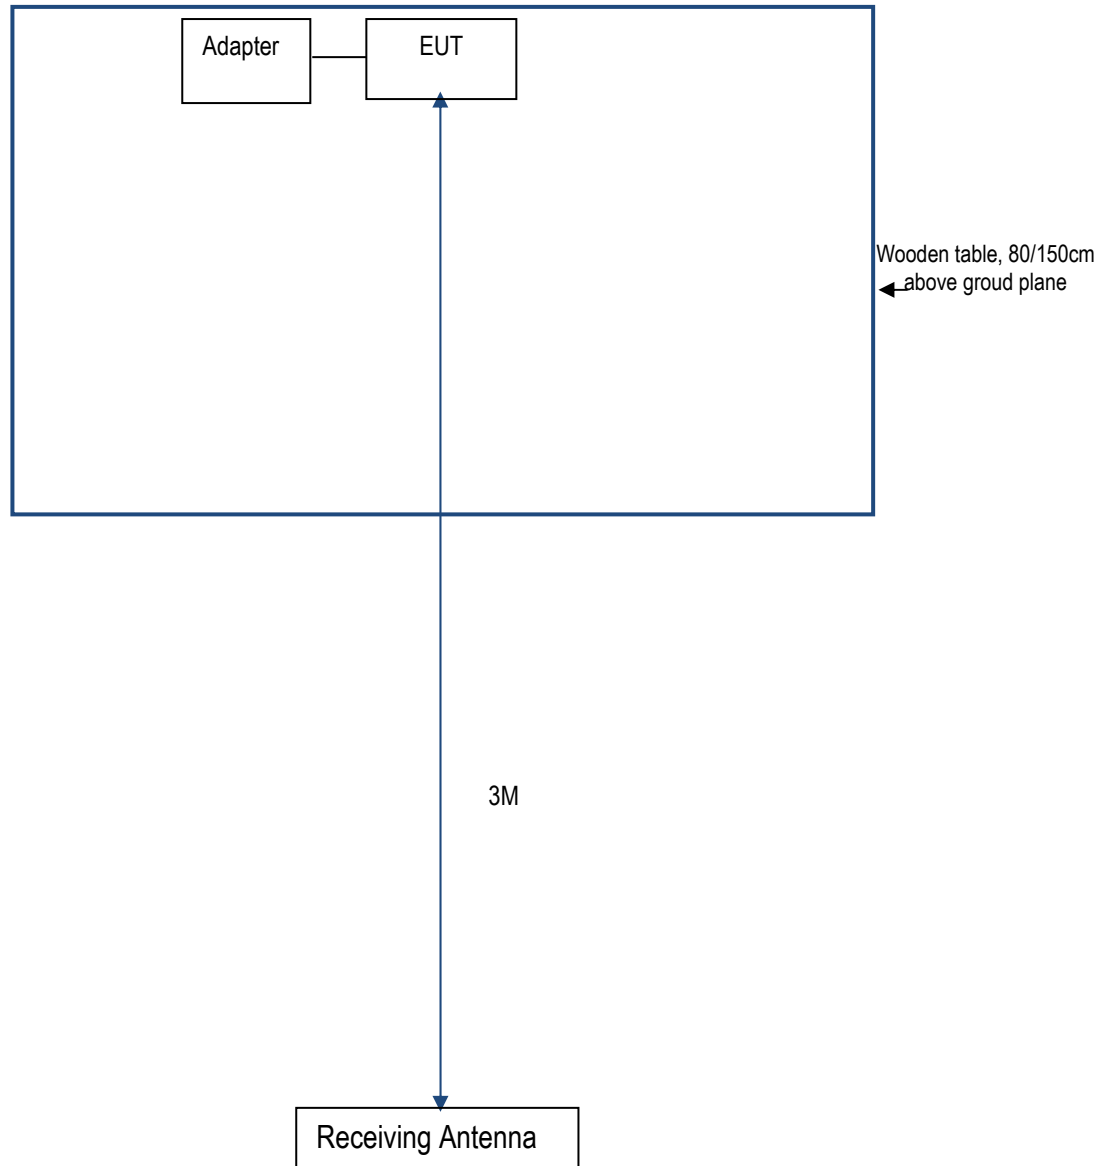 Adapter
EUT
Wooden table, 80/150cm
above groud plane
3M
Receiving Antenna